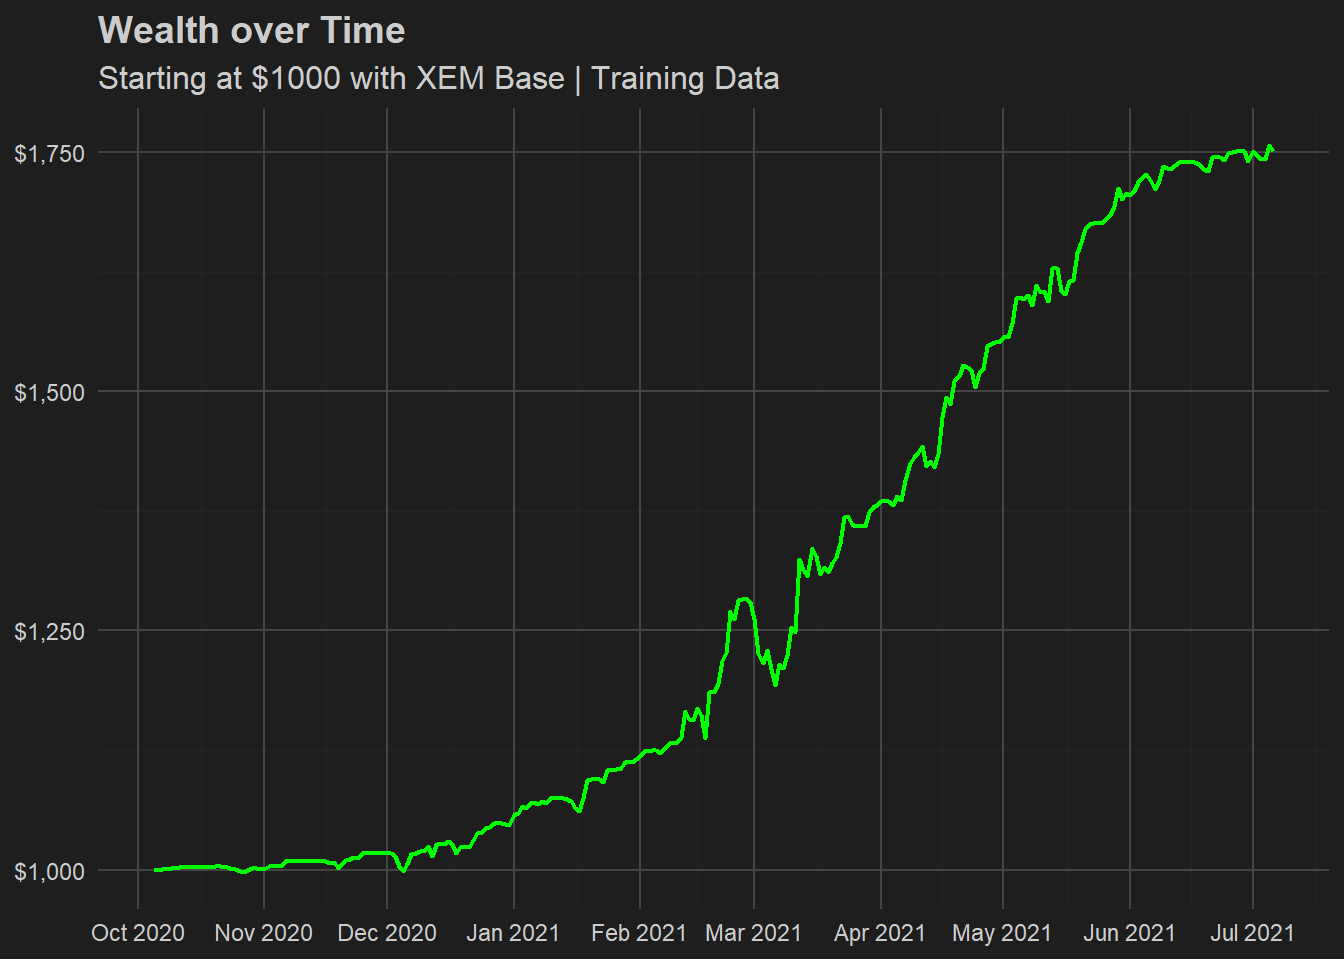 Wealth over Time
Starting at $1000 with XEM Base | Training Data
$1,750
$1,500
$1,250
$1,000
Oct 2020 Nov 2020 Dec 2020 Jan 2021 Feb 2021 Mar 2021 Apr 2021 May 2021 Jun 2021 Jul 2021